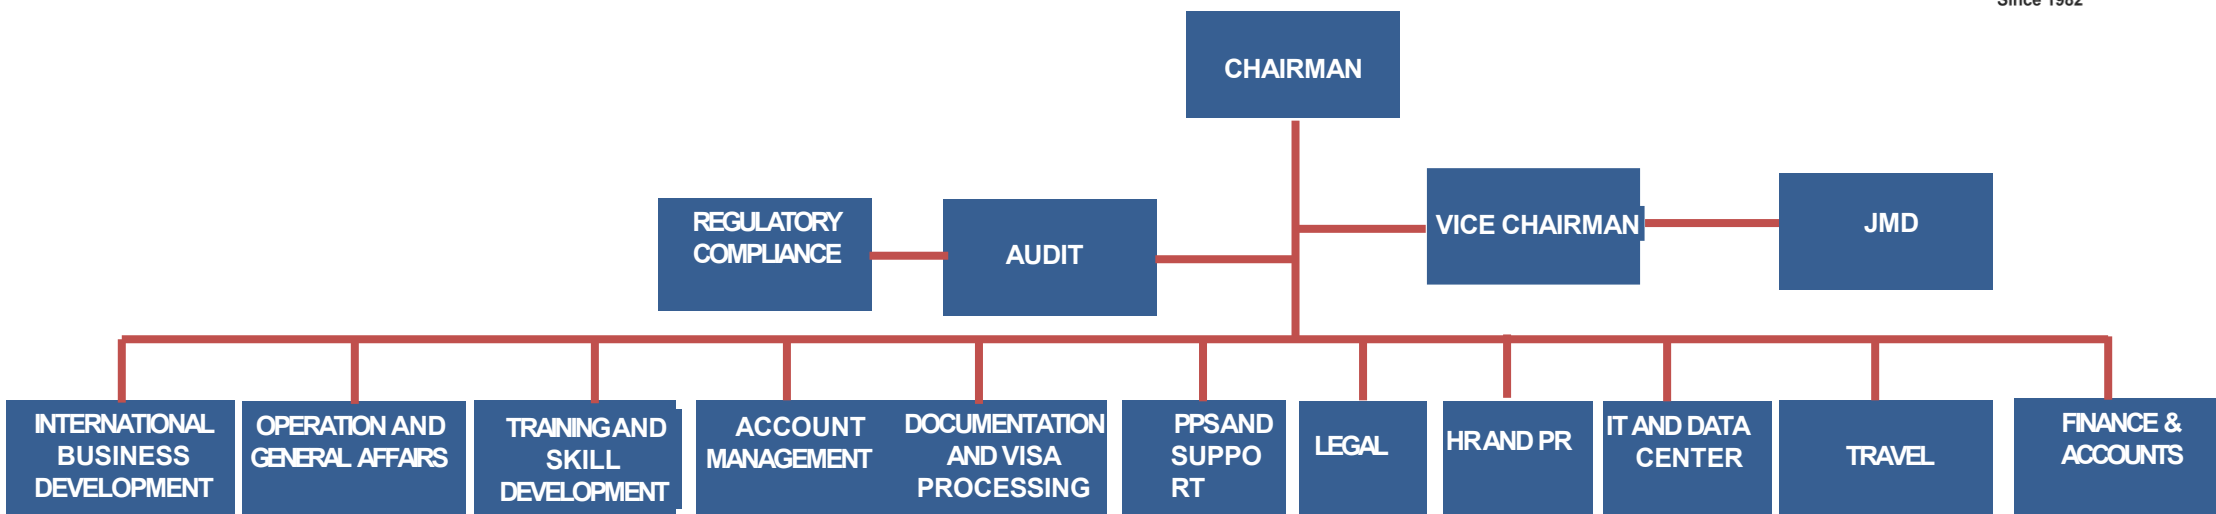 Since 1982
CHAIRMAN
REGULATORY
COMPLIANCE
AUDIT
VICE CHAIRMAN
JMD
INTERNATIONAL
BUSINESS
DEVELOPMENT
OPERATION AND
GENERAL AFFAIRS
TRAINING AND
SKILL
DEVELOPMENT
ACCOUNT
MANAGEMENT
DOCUMENTATION
AND VISA
PROCESSING
PPS AND
SUPPO
RT
LEGAL
HR AND PR
IT AND DATA
CENTER
TRAVEL
FINANCE &
ACCOUNTS